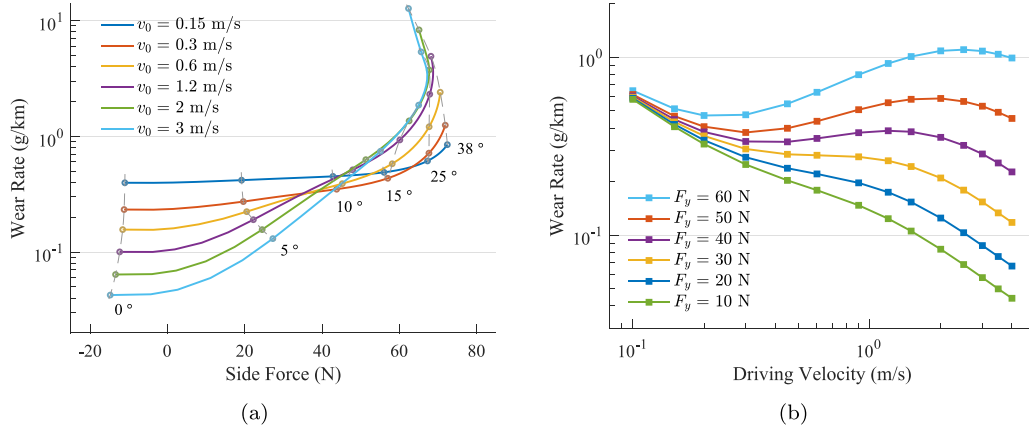 v₀ = 0.15 m/s
v₀ = 0.3 m/s
v₀ = 0.6 m/s
v₀ = 1.2 m/s
v₀ = 2 m/s
v₀ = 3 m/s
10¹
10⁰
10⁻¹
Wear Rate (g/km)
0 °
5 °
10 °
15 °
25 °
38 °
-20
0
20
40
60
80
Side Force (N)
(a)
10⁰
10⁻¹
Wear Rate (g/km)
F_y = 60 N
F_y = 50 N
F_y = 40 N
F_y = 30 N
F_y = 20 N
F_y = 10 N
10⁻¹
10⁰
Driving Velocity (m/s)
(b)